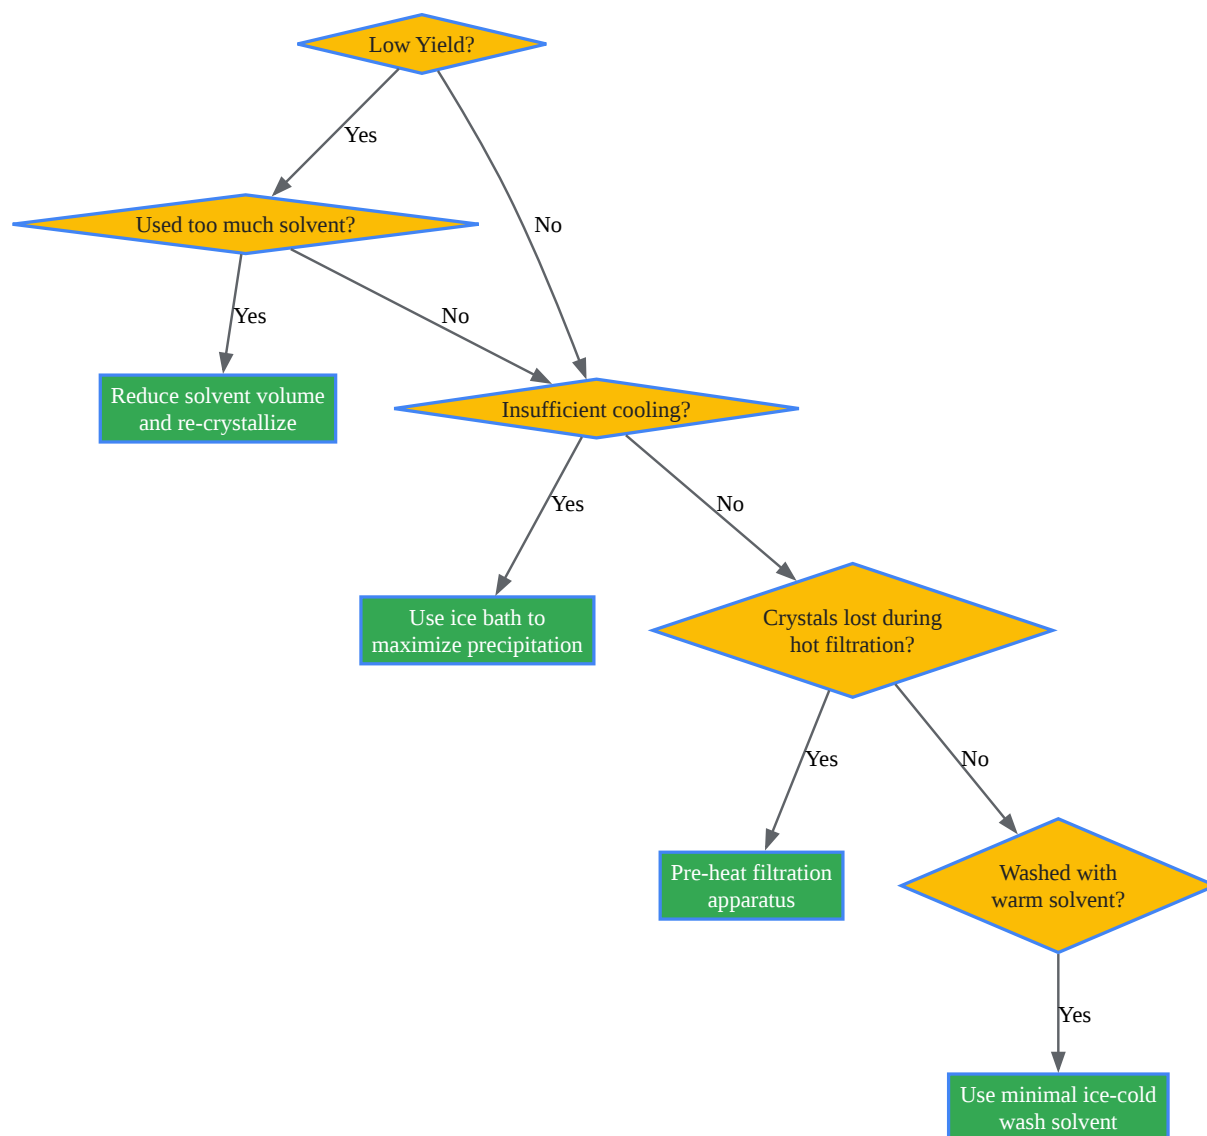 Low Yield?
Yes
No
Used too much solvent?
Yes
No
Reduce solvent volume
and re-crystallize
Insufficient cooling?
Yes
No
Use ice bath to
maximize precipitation
Crystals lost during
hot filtration?
Yes
No
Pre-heat filtration
apparatus
Washed with
warm solvent?
Yes
Use minimal ice-cold
wash solvent